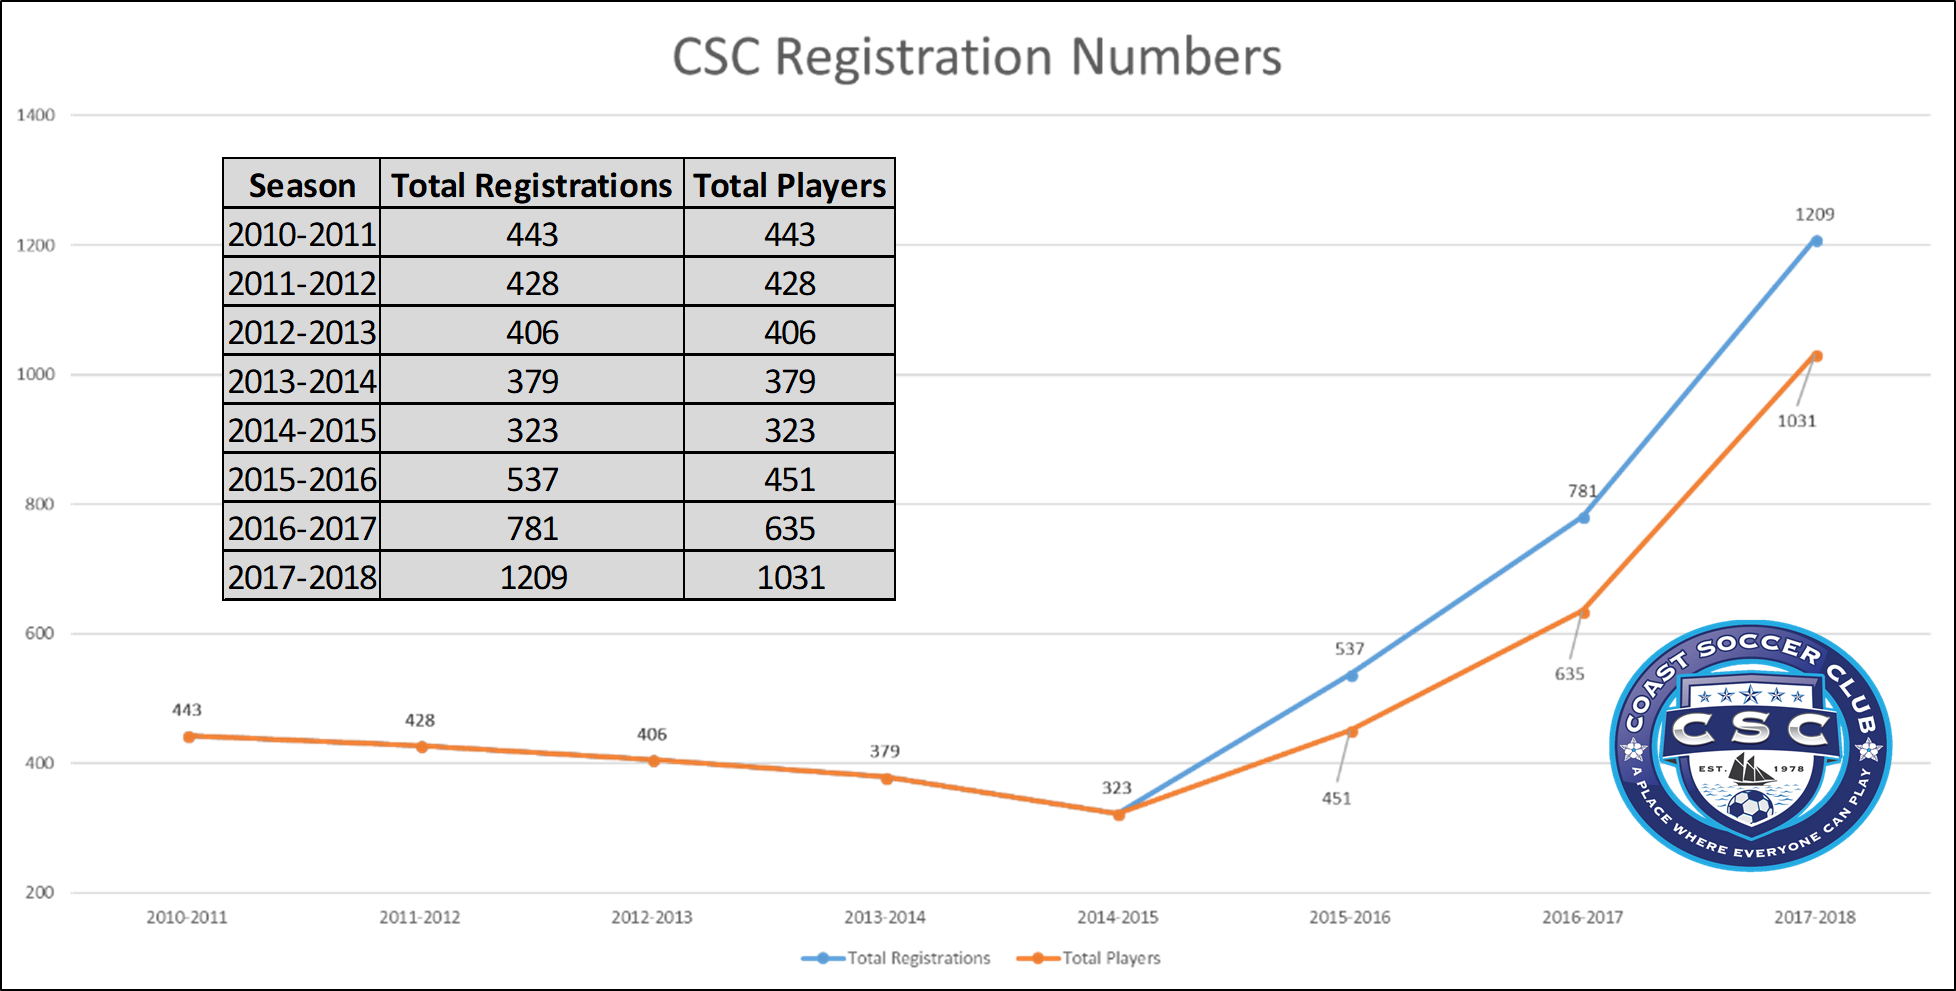 CSC Registration Numbers
1400
1200
1000
800
600
400
200
Season Total Registrations Total Players
2010-2011 443 443
2011-2012 428 428
2012-2013 406 406
2013-2014 379 379
2014-2015 323 323
2015-2016 537 451
2016-2017 781 635
2017-2018 1209 1031
443
428
406
379
323
537
451
781
635
1209
1031
COAST SOCCER CLUB
CSC
EST. 1978
A PLACE WHERE EVERYONE CAN PLAY
2010-2011 2011-2012 2012-2013 2013-2014 2014-2015 2015-2016 2016-2017 2017-2018
Total Registrations Total Players